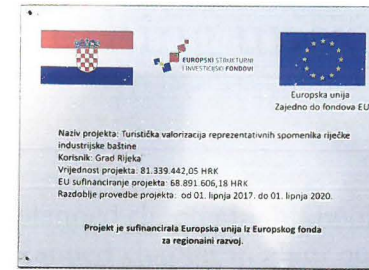 EUROPSKI STRUKTURNI
I INVESTICIJSKI FONDOVI
Europska unija
Zajedno do fondova EU
Naziv projekta: Turistička valorizacija reprezentativnih spomenika riječke
industrijske baštine
Korisnik: Grad Rijeka
Vrijednost projekta: 81.339.442,05 HRK
EU sufinanciranje projekta: 68.891.606,18 HRK
Razdoblje provedbe projekta: od 01. lipnja 2017. do 01. lipnja 2020.
Projekt je sufinancirala Europska unija iz Europskog fonda
za regionalni razvoj.